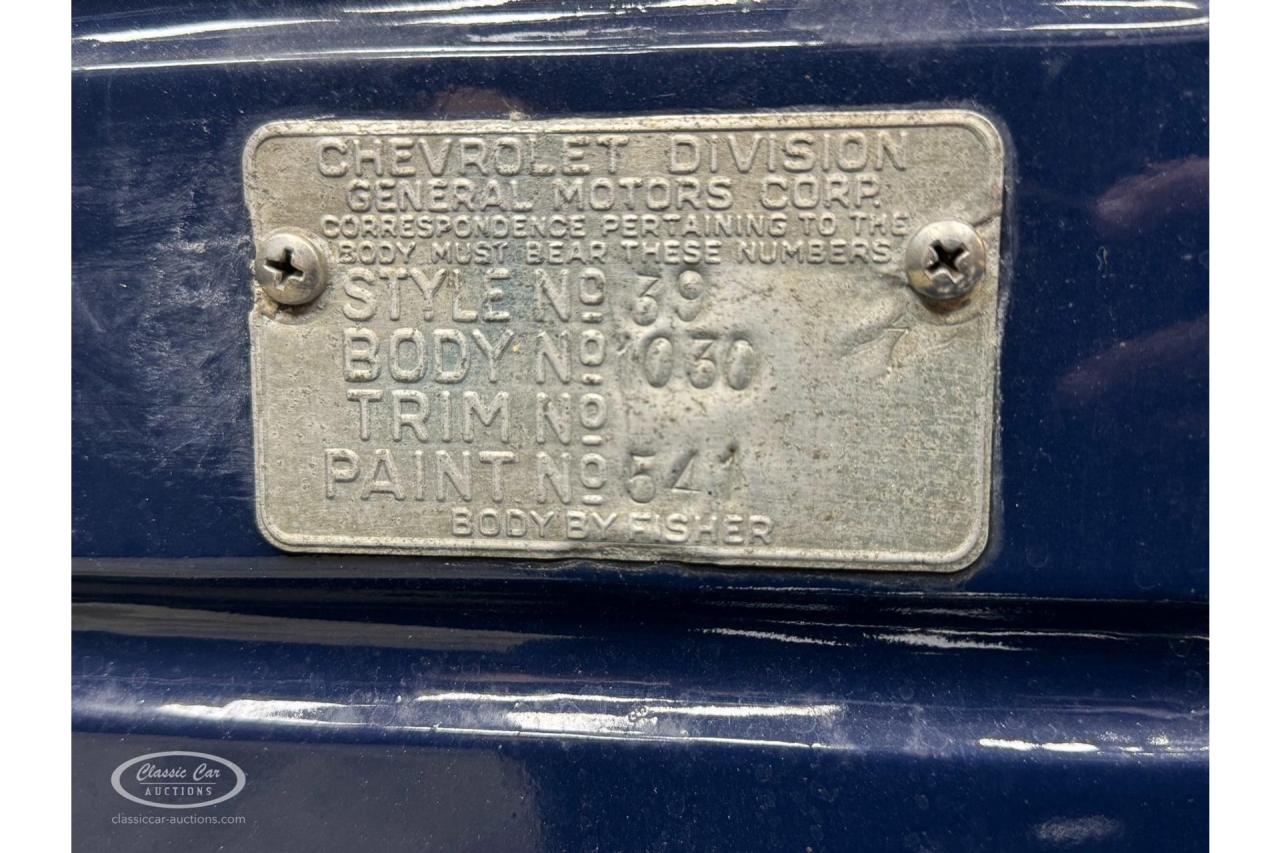 CHEVROLET DIVISION
GENERAL MOTORS CORP.
CORRESPONDENCE PERTAINING TO THE
BODY MUST BEAR THESE NUMBERS
STYLE No 39
BODY No 1030 7
TRIM No
PAINT No 541
BODY BY FISHER
Classic Car
AUCTIONS
classiccar-auctions.com